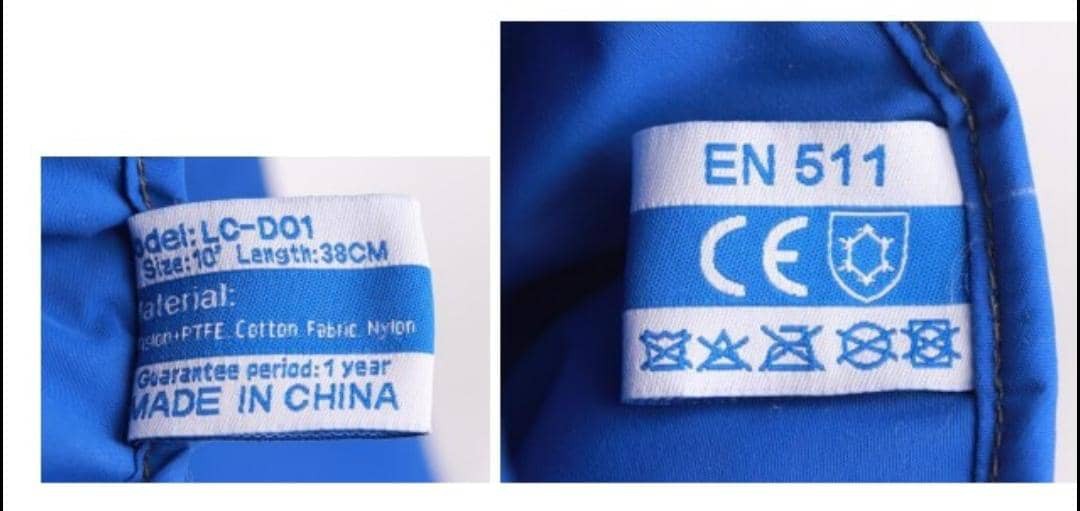 odel: LC-D01
Size: 10" Length:38CM
aterial:
PTFE. Cotton Fabric Nylon
Guarantee period: 1 year
MADE IN CHINA
EN 511
CE